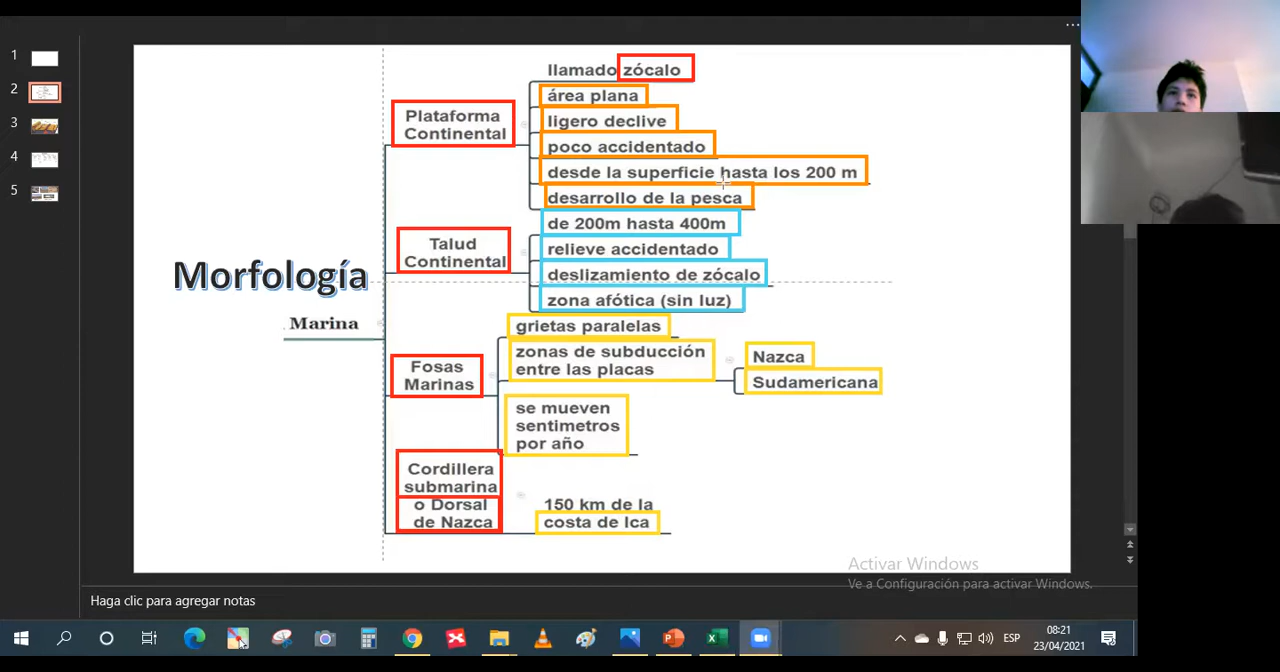 1
2
3
4
5
llamado zócalo
área plana
Plataforma
Continental
ligero declive
poco accidentado
desde la superficie hasta los 200 m
desarrollo de la pesca
de 200m hasta 400m
Talud
Continental
relieve accidentado
deslizamiento de zócalo
zona afótica (sin luz)
Morfología
Marina
grietas paralelas
zonas de subducción
entre las placas
Nazca
Sudamericana
Fosas
Marinas
se mueven
sentimetros
por año
Cordillera
submarina
o Dorsal
de Nazca
150 km de la
costa de Ica
Activar Windows
Ve a Configuración para activar Windows.
Haga clic para agregar notas
ESP
08:21
23/04/2021